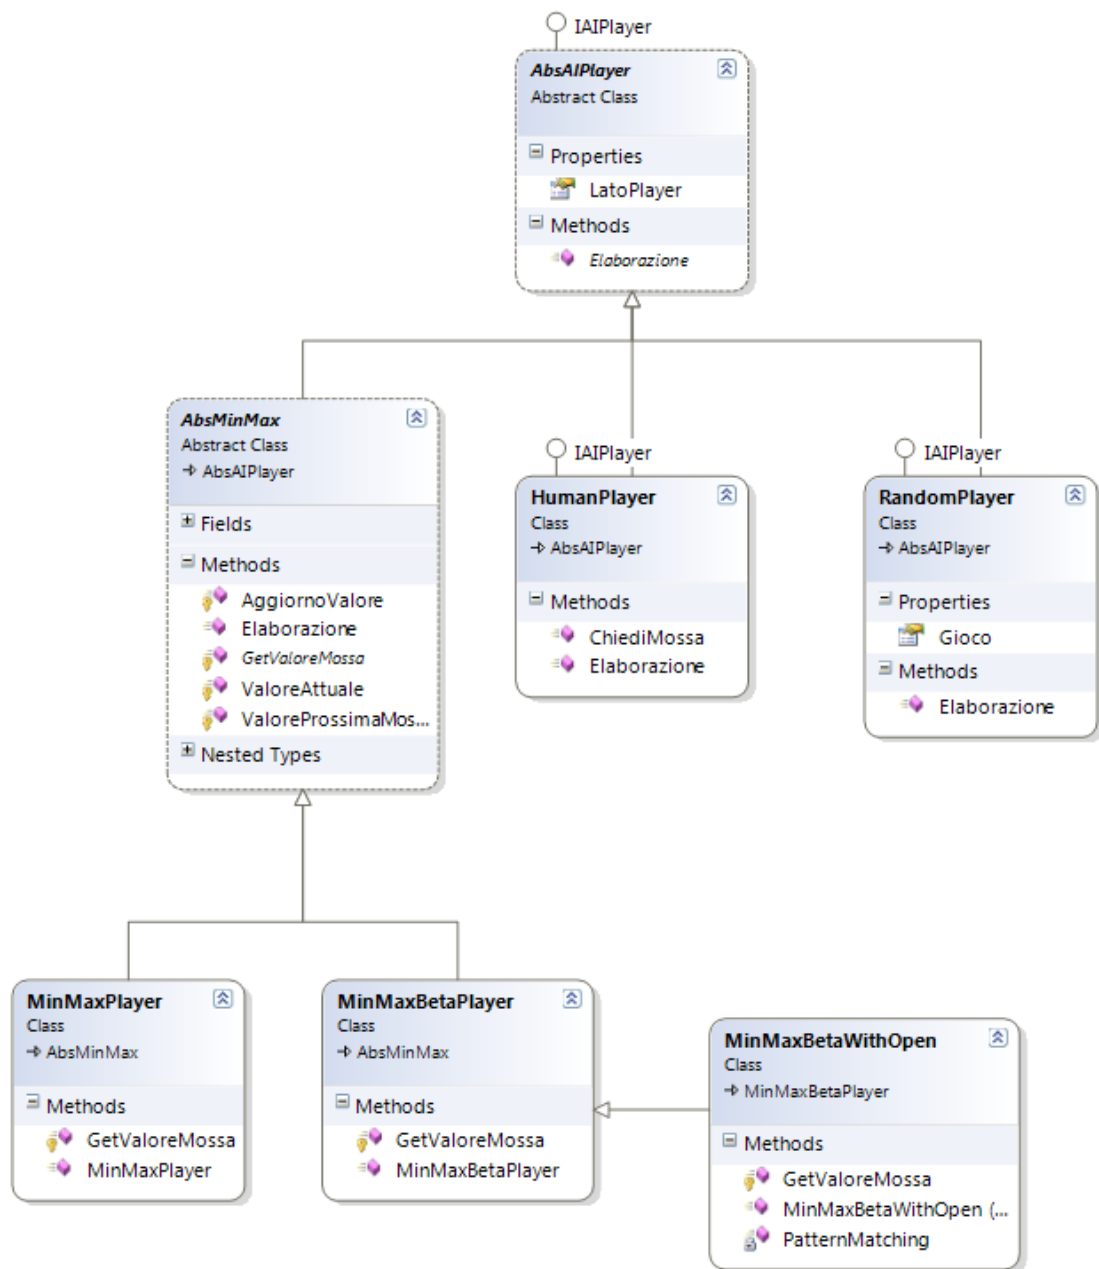 IAIPlayer
AbsAIPlayer
Abstract Class
Properties
LatoPlayer
Methods
Elaborazione
AbsMinMax
Abstract Class
AbsAIPlayer
Fields
Methods
AggiornoValore
Elaborazione
GetValoreMossa
ValoreAttuale
ValoreProssimaMos...
Nested Types
IAIPlayer
HumanPlayer
Class
AbsAIPlayer
Methods
ChiediMossa
Elaborazione
IAIPlayer
RandomPlayer
Class
AbsAIPlayer
Properties
Gioco
Methods
Elaborazione
MinMaxPlayer
Class
AbsMinMax
Methods
GetValoreMossa
MinMaxPlayer
MinMaxBetaPlayer
Class
AbsMinMax
Methods
GetValoreMossa
MinMaxBetaPlayer
MinMaxBetaWithOpen
Class
MinMaxBetaPlayer
Methods
GetValoreMossa
MinMaxBetaWithOpen (...
PatternMatching